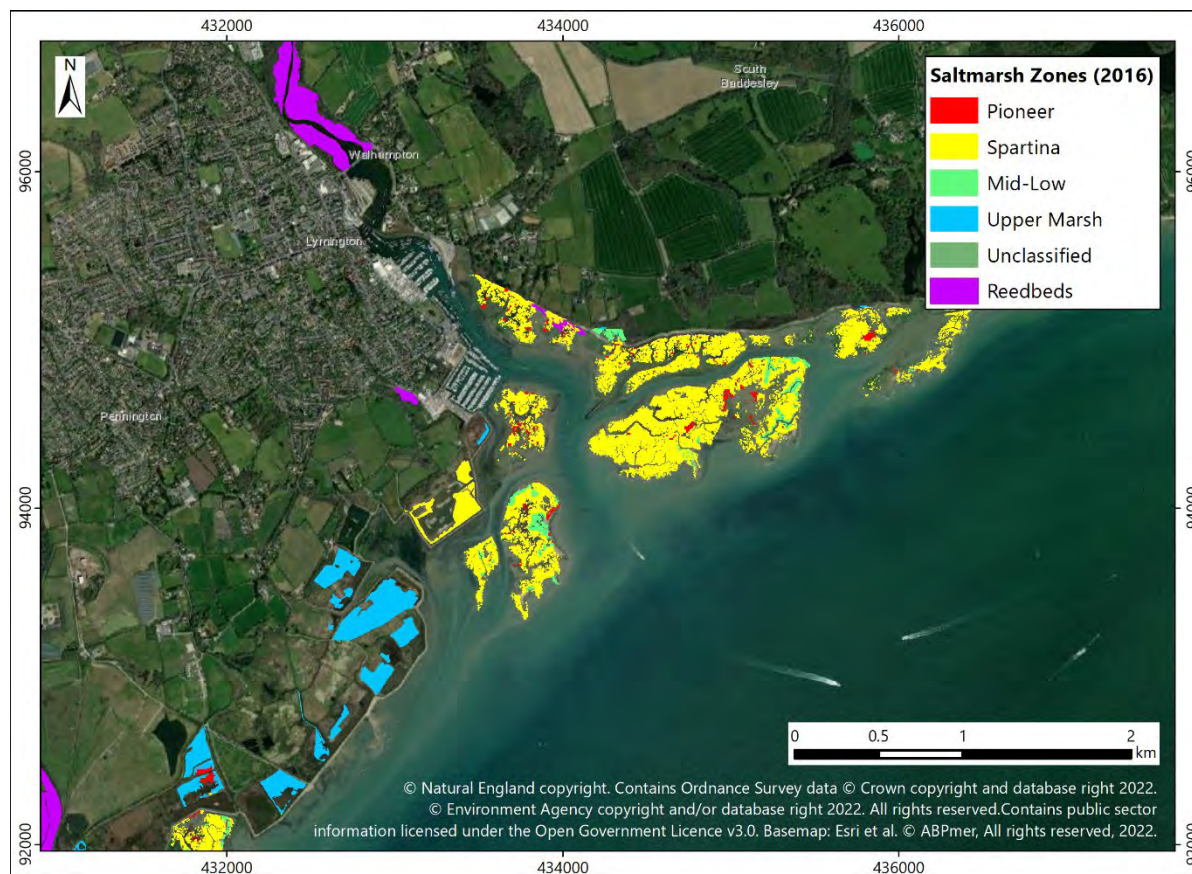 432000 434000 436000
N
South
Baddesley
Saltmarsh Zones (2016)
Pioneer
Spartina
Mid-Low
Upper Marsh
Unclassified
Reedbeds
96000 96000
Walhampton
Lymington
Pennington
94000 94000
0 0.5 1 2
km
© Natural England copyright. Contains Ordnance Survey data © Crown copyright and database right 2022.
© Environment Agency copyright and/or database right 2022. All rights reserved.Contains public sector
information licensed under the Open Government Licence v3.0. Basemap: Esri et al. © ABPmer, All rights reserved, 2022.
92000 92000
432000 434000 436000